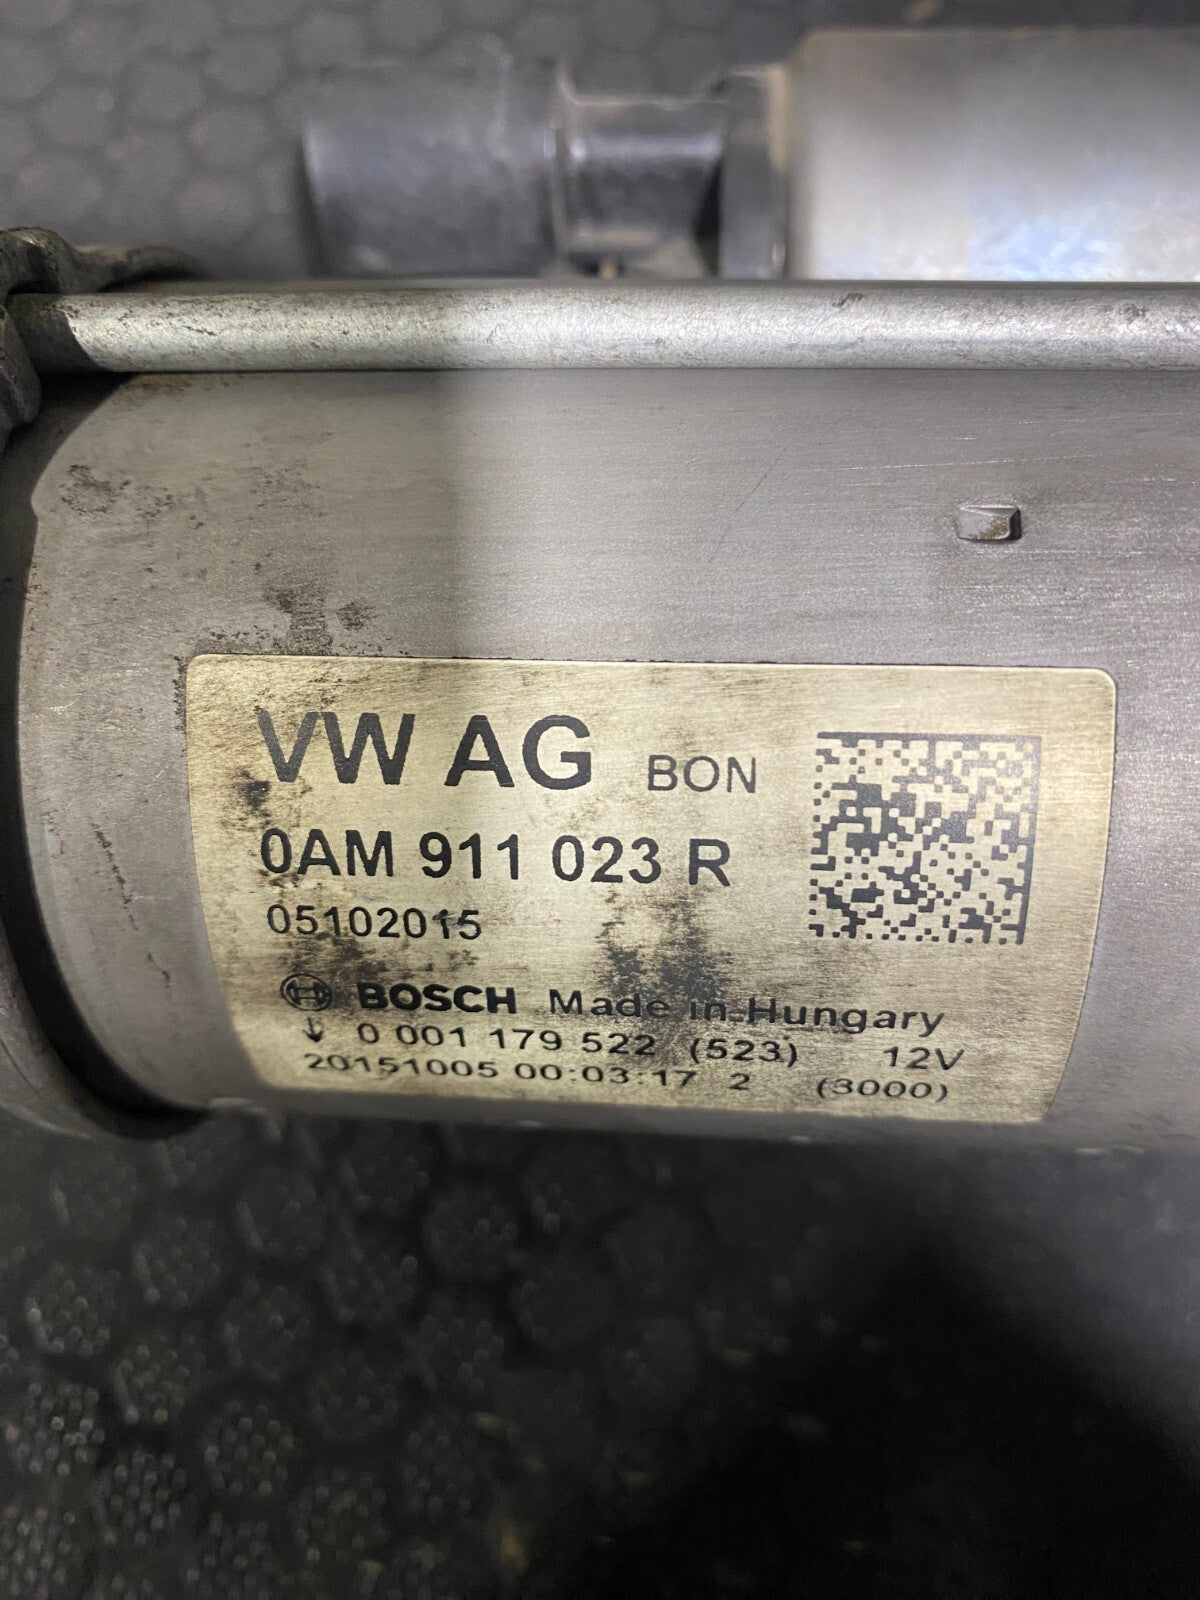 VW AG BON
0AM 911 023 R
05102015
BOSCH Made in Hungary
0 001 179 522 (523) 12V
20151005 00:03:17 2 (3000)